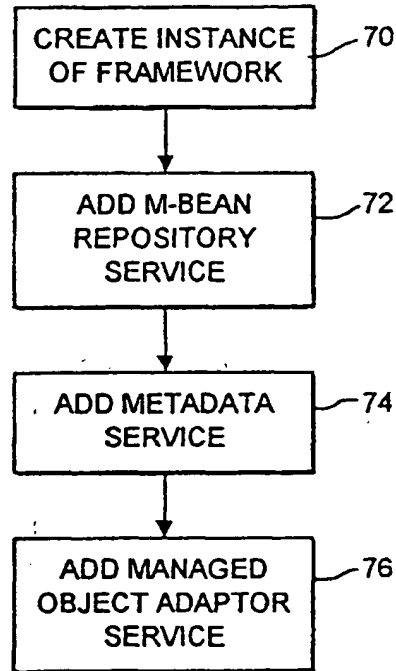 CREATE INSTANCE
OF FRAMEWORK
70
ADD M-BEAN
REPOSITORY
SERVICE
72
ADD METADATA
SERVICE
74
ADD MANAGED
OBJECT ADAPTOR
SERVICE
76